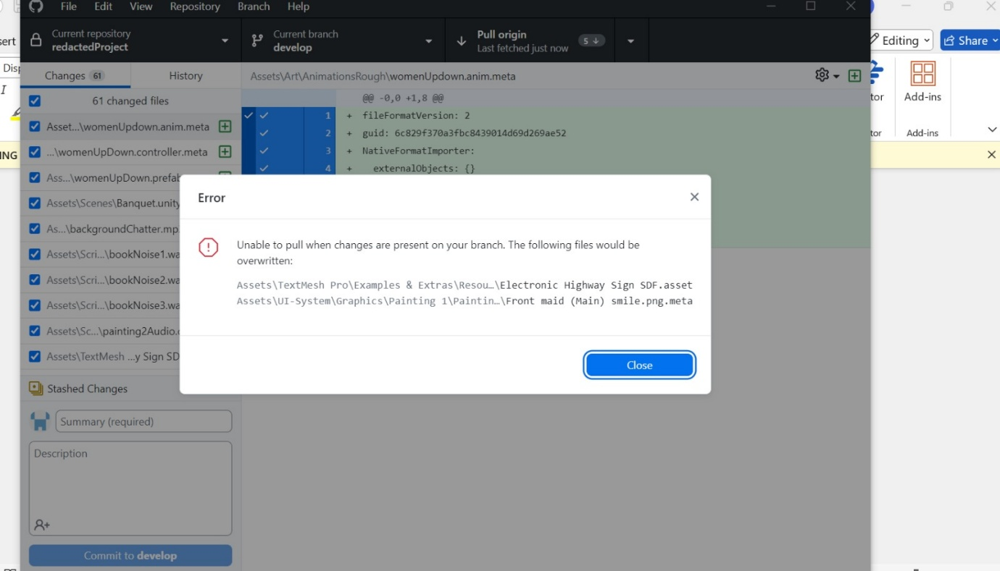 File Edit View Repository Branch Help
sert
Current repository
redactedProject
Current branch
develop
Pull origin
Last fetched just now
5
Editing
Share
Disp
Changes 61
History
Assets\Art\AnimationsRough\womenUpdown.anim.meta
I
61 changed files
@@ -0,0 +1,8 @@
tor
Add-ins
Asset...\womenUpdown.anim.meta
1 + fileFormatVersion: 2
2 + guid: 6c829f370a3fbc8439014d69d269ae52
tor
Add-ins
...\womenUpDown.controller.meta
3 + NativeFormatImporter:
NG
4 + externalObjects: {}
Ass...\womenUpDown.prefab
Assets\Scenes\Banquet.unity
As...\backgroundChatter.mp
Assets\Scri...\bookNoise1.wa
Assets\Scri...\bookNoise2.wa
Assets\Scri...\bookNoise3.wa
Assets\Sc...\painting2Audio.
Assets\TextMesh ...y Sign SD
Error
Unable to pull when changes are present on your branch. The following files would be
overwritten:
Assets\TextMesh Pro\Examples & Extras\Resou…\Electronic Highway Sign SDF.asset
Assets\UI-System\Graphics\Painting 1\Paintin…\Front maid (Main) smile.png.meta
Close
Stashed Changes
Summary (required)
Description
Commit to develop